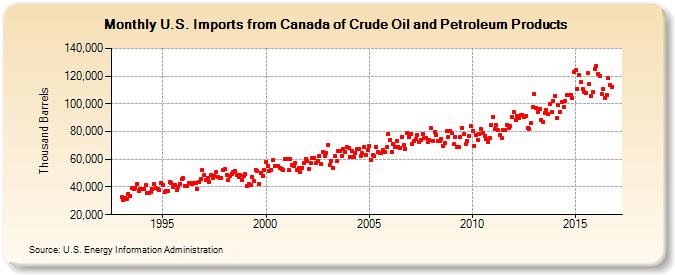 Monthly U.S. Imports from Canada of Crude Oil and Petroleum Products
Thousand Barrels
140,000
120,000
100,000
80,000
60,000
40,000
20,000
1995 2000 2005 2010 2015
Source: U.S. Energy Information Administration